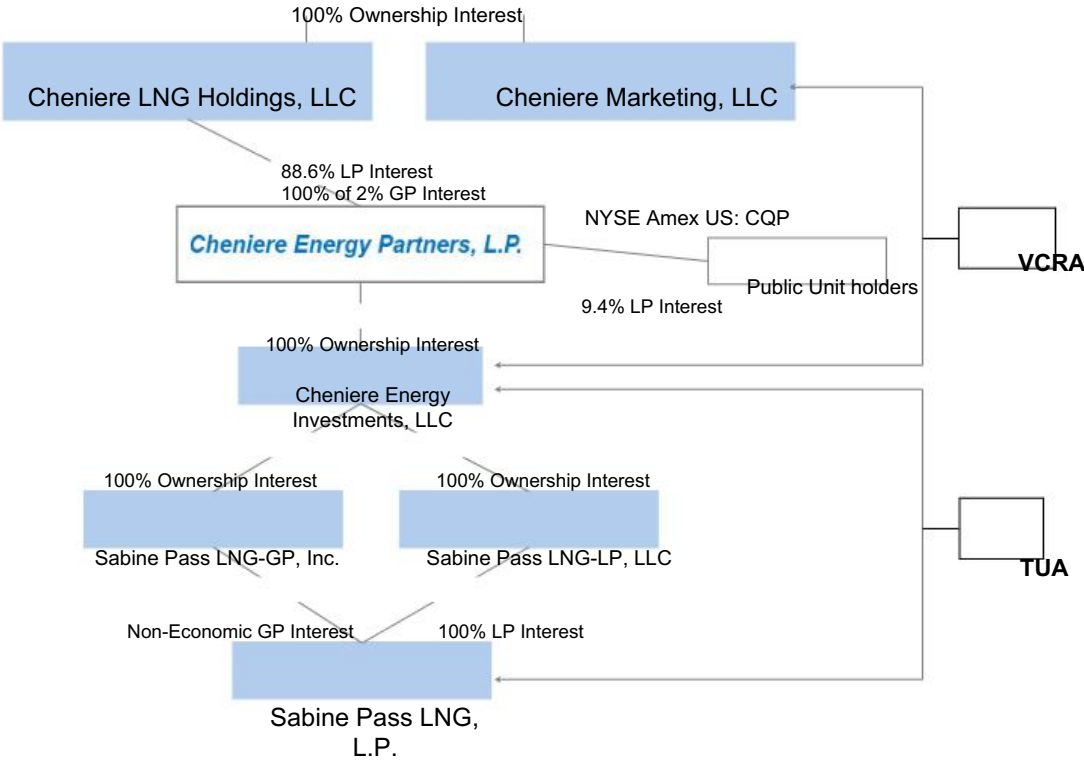 100% Ownership Interest
Cheniere LNG Holdings, LLC
Cheniere Marketing, LLC
88.6% LP Interest
100% of 2% GP Interest
NYSE Amex US: CQP
Cheniere Energy Partners, L.P.
VCRA
Public Unit holders
9.4% LP Interest
100% Ownership Interest
Cheniere Energy
Investments, LLC
100% Ownership Interest
100% Ownership Interest
Sabine Pass LNG-GP, Inc.
Sabine Pass LNG-LP, LLC
TUA
Non-Economic GP Interest
100% LP Interest
Sabine Pass LNG,
L.P.